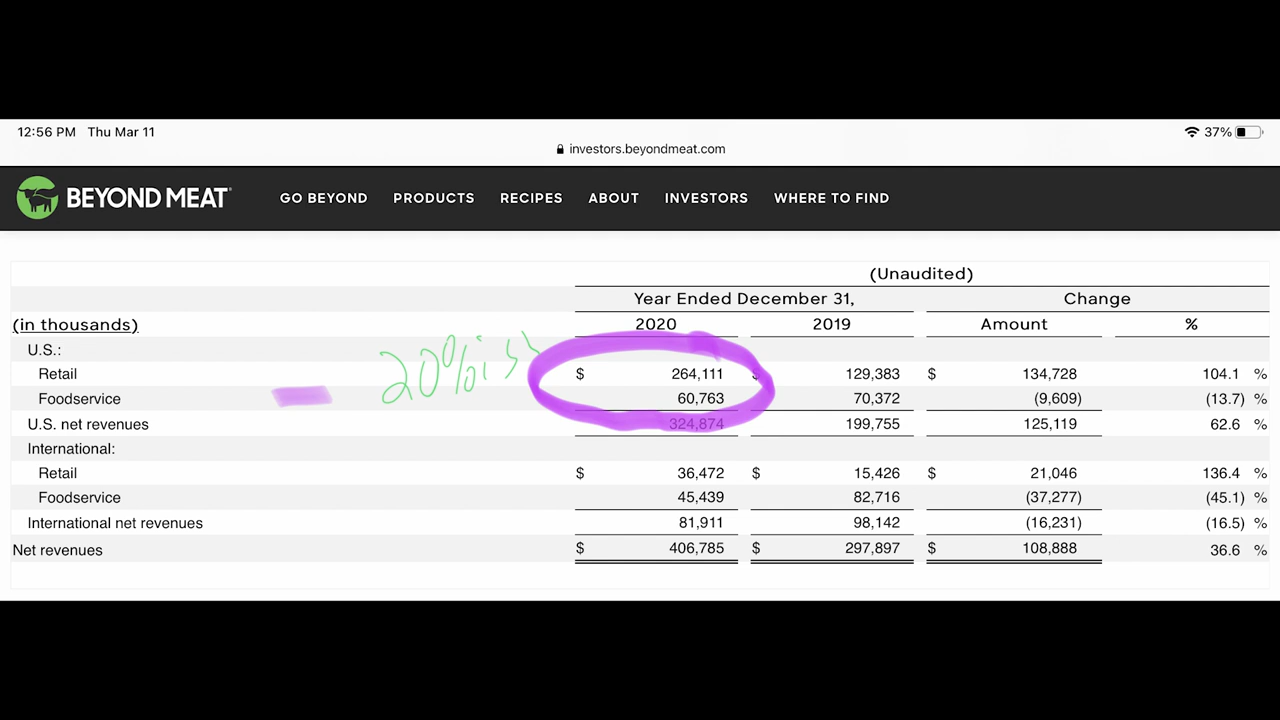 12:56 PM Thu Mar 11 37%
investors.beyondmeat.com
BEYOND MEAT GO BEYOND PRODUCTS RECIPES ABOUT INVESTORS WHERE TO FIND
(Unaudited)
Year Ended December 31, Change
(in thousands) 2020 2019 Amount %
U.S.:
Retail $ 264,111 $ 129,383 $ 134,728 104.1 %
Foodservice 60,763 70,372 (9,609) (13.7) %
20%
U.S. net revenues 324,874 199,755 125,119 62.6 %
International:
Retail $ 36,472 $ 15,426 $ 21,046 136.4 %
Foodservice 45,439 82,716 (37,277) (45.1) %
International net revenues 81,911 98,142 (16,231) (16.5) %
Net revenues $ 406,785 $ 297,897 $ 108,888 36.6 %